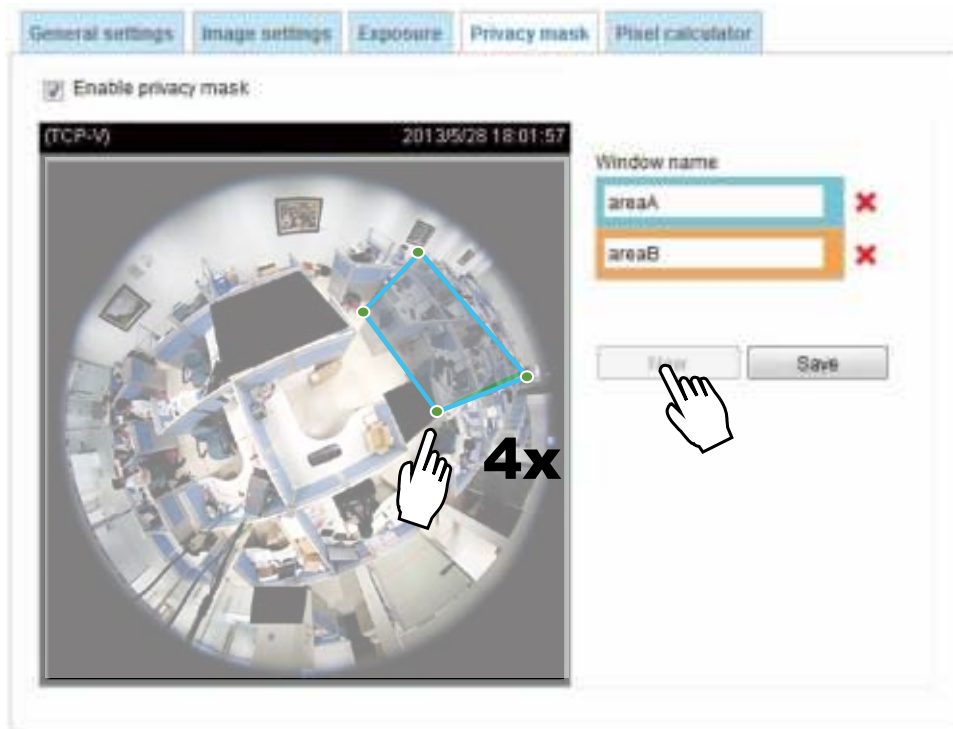 General settings Image settings Exposure Privacy mask Pixel calculator
Enable privacy mask
(TCP-V) 2013/5/28 18:01:57
Window name
areaA
areaB
New Save
4x